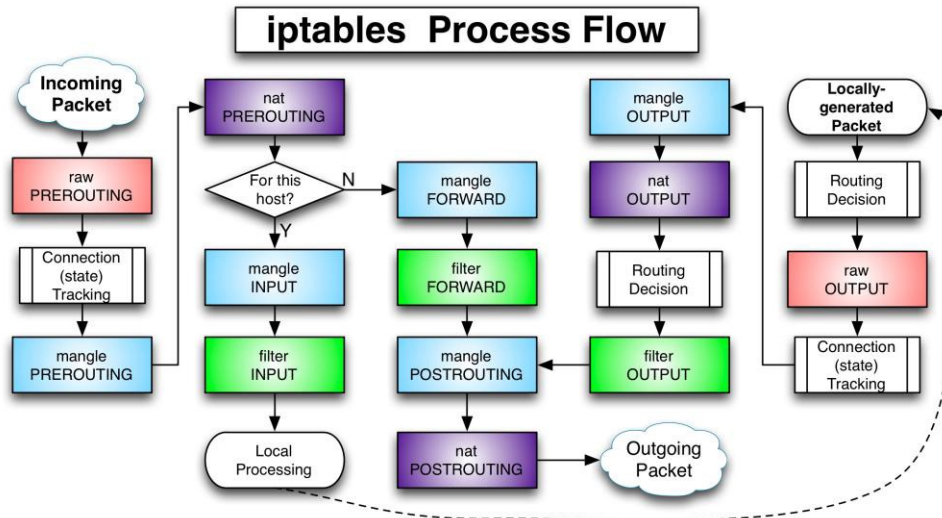 iptables Process Flow
Incoming
Packet
raw
PREROUTING
Connection
(state)
Tracking
mangle
PREROUTING
nat
PREROUTING
For this
host?
N
Y
mangle
INPUT
filter
INPUT
Local
Processing
mangle
FORWARD
filter
FORWARD
mangle
POSTROUTING
nat
POSTROUTING
mangle
OUTPUT
nat
OUTPUT
Routing
Decision
filter
OUTPUT
Outgoing
Packet
Locally-
generated
Packet
Routing
Decision
raw
OUTPUT
Connection
(state)
Tracking